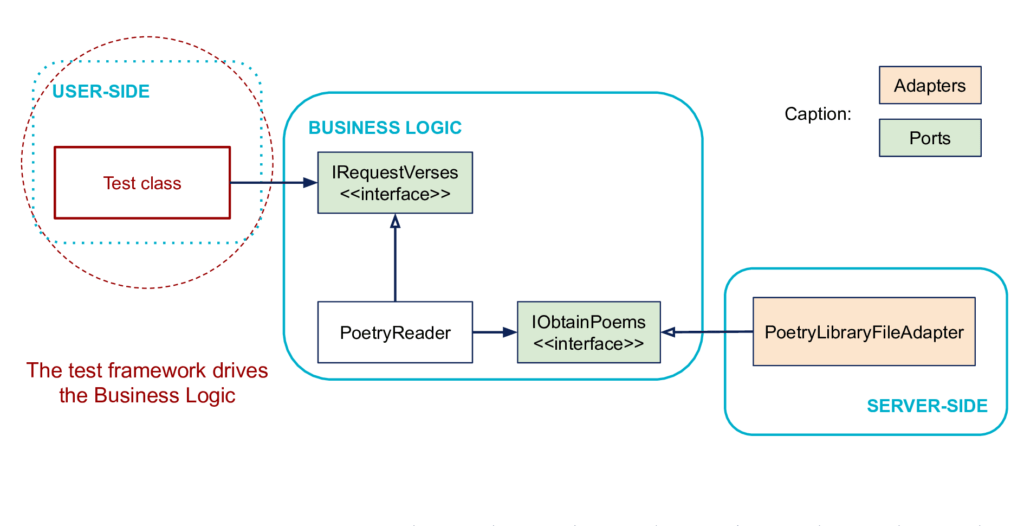 USER-SIDE
Test class
The test framework drives
the Business Logic
BUSINESS LOGIC
IRequestVerses
<<interface>>
PoetryReader
IObtainPoems
<<interface>>
Caption:
Adapters
Ports
PoetryLibraryFileAdapter
SERVER-SIDE